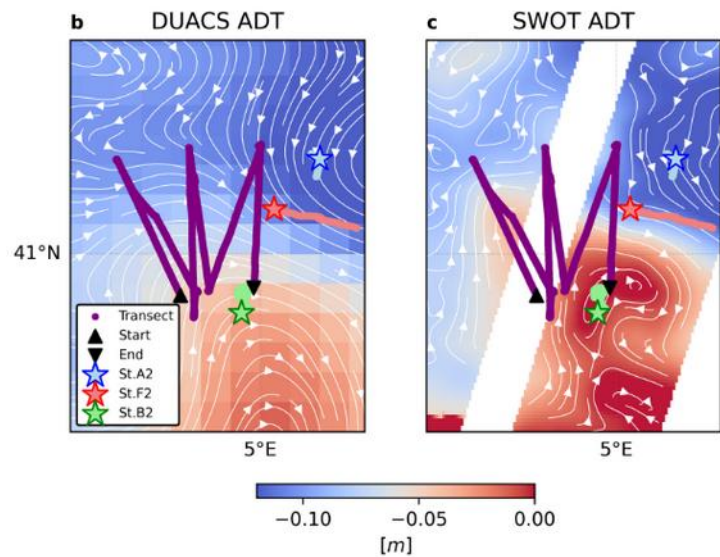 b DUACS ADT
c SWOT ADT
41°N
Transect
Start
End
St.A2
St.F2
St.B2
5°E
5°E
−0.10 −0.05 0.00
[m]